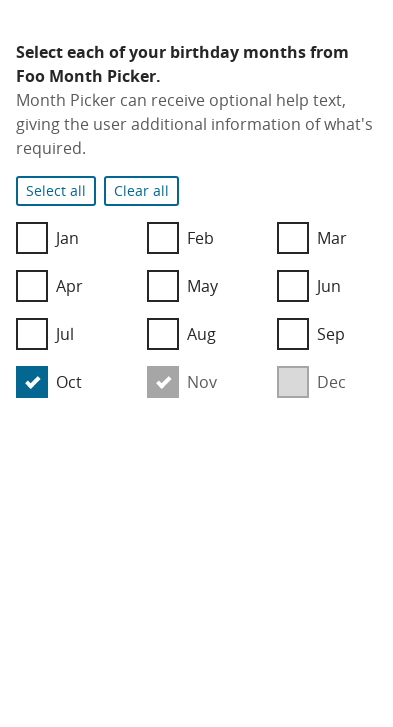 Select each of your birthday months from
Foo Month Picker.
Month Picker can receive optional help text,
giving the user additional information of what's
required.
Select all Clear all
Jan Feb Mar
Apr May Jun
Jul Aug Sep
Oct Nov Dec